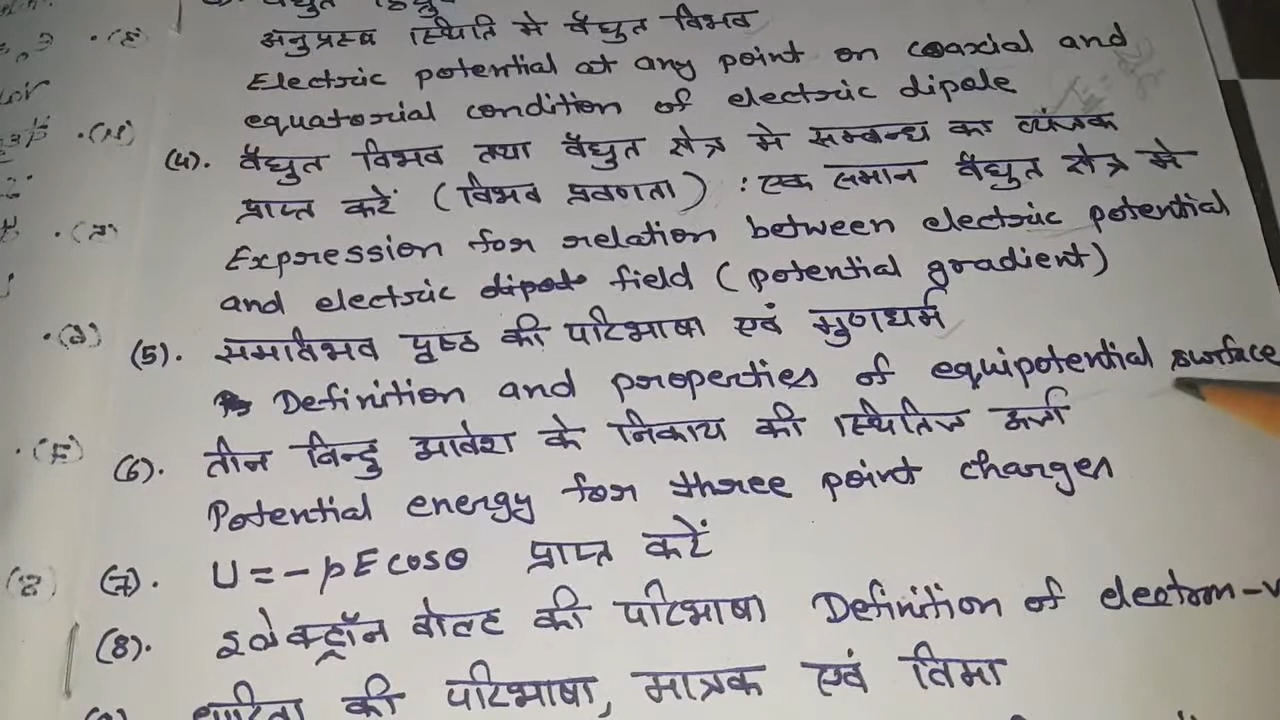 अनुप्रस्थ स्थिति मे वैद्युत विभव
Electric potential at any point on coaxial and
equatorial condition of electric dipole
(4). वैद्युत विभव तथा वैद्युत क्षेत्र मे सम्बन्ध का व्यंजक
प्राप्त करें (विभव प्रवणता) : एक समान वैद्युत क्षेत्र मे
Expression for relation between electric potential
and electric field (potential gradient)
(5). समविभव पृष्ठ की परिभाषा एवं गुणधर्म
Definition and properties of equipotential surface
(6). तीन बिन्दु आवेश के निकाय की स्थितिज ऊर्जा
Potential energy for three point charges
(7). U = - pE cosθ प्राप्त करें
(8). इलेक्ट्रॉन वोल्ट की परिभाषा Definition of electron-v
धारिता की परिभाषा, मात्रक एवं विमा